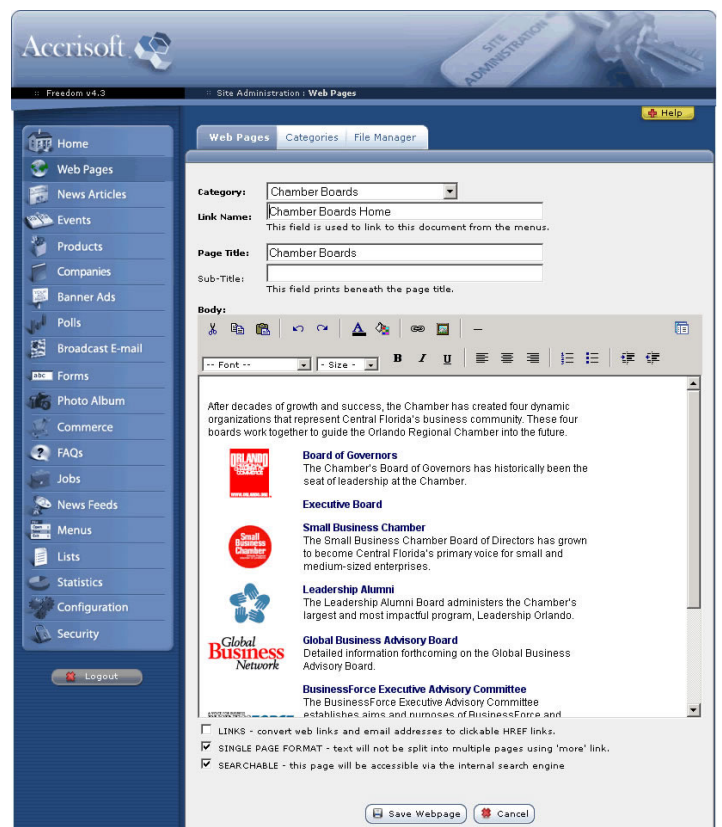 Accrisoft
SITE
ADMINISTRATION
:: Freedom v4.3
:: Site Administration : Web Pages
Help
Web Pages
Categories
File Manager
Home
Web Pages
News Articles
Events
Products
Companies
Banner Ads
Polls
Broadcast E-mail
abc Forms
Photo Album
Commerce
FAQs
Jobs
News Feeds
Menus
Lists
Statistics
Configuration
Security
Logout
Category: Chamber Boards
Link Name: Chamber Boards Home
This field is used to link to this document from the menus.
Page Title: Chamber Boards
Sub-Title:
This field prints beneath the page title.
Body:
-- Font -- - Size - B I U
After decades of growth and success, the Chamber has created four dynamic
organizations that represent Central Florida's business community. These four
boards work together to guide the Orlando Regional Chamber into the future.
ORLANDO
Board of Governors
The Chamber's Board of Governors has historically been the
seat of leadership at the Chamber.
Executive Board
Small
Business
Chamber
Small Business Chamber
The Small Business Chamber Board of Directors has grown
to become Central Florida's primary voice for small and
medium-sized enterprises.
Leadership Alumni
The Leadership Alumni Board administers the Chamber's
largest and most impactful program, Leadership Orlando.
Global
Business
Network
Global Business Advisory Board
Detailed information forthcoming on the Global Business
Advisory Board.
BusinessForce Executive Advisory Committee
The BusinessForce Executive Advisory Committee
establishes aims and purposes of BusinessForce and
LINKS - convert web links and email addresses to clickable HREF links.
SINGLE PAGE FORMAT - text will not be split into multiple pages using 'more' link.
SEARCHABLE - this page will be accessible via the internal search engine
Save Webpage
Cancel